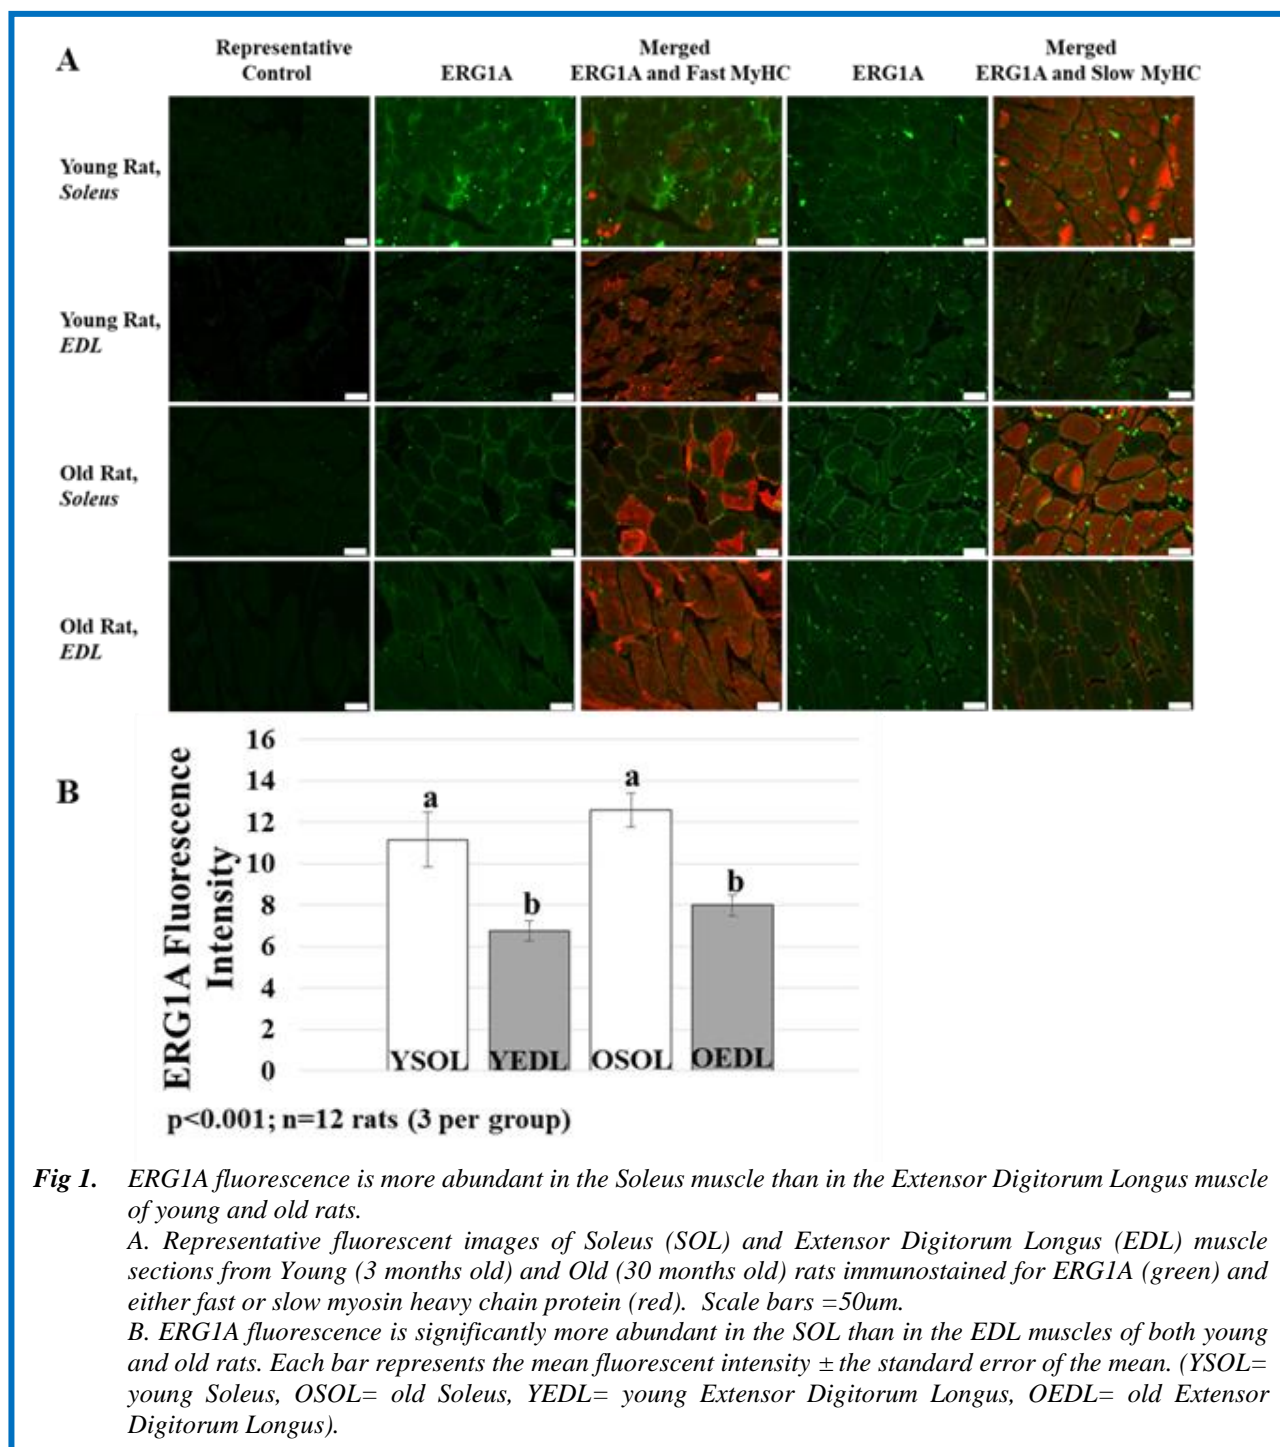 A
Representative
Control
ERG1A
Merged
ERG1A and Fast MyHC
ERG1A
Merged
ERG1A and Slow MyHC
Young Rat,
Soleus
Young Rat,
EDL
Old Rat,
Soleus
Old Rat,
EDL
B
ERG1A Fluorescence
Intensity
16
14
12
10
8
6
4
2
0
a
b
a
b
YSOL
YEDL
OSOL
OEDL
p<0.001; n=12 rats (3 per group)
Fig 1. ERG1A fluorescence is more abundant in the Soleus muscle than in the Extensor Digitorum Longus muscle
of young and old rats.
A. Representative fluorescent images of Soleus (SOL) and Extensor Digitorum Longus (EDL) muscle
sections from Young (3 months old) and Old (30 months old) rats immunostained for ERG1A (green) and
either fast or slow myosin heavy chain protein (red). Scale bars =50um.
B. ERG1A fluorescence is significantly more abundant in the SOL than in the EDL muscles of both young
and old rats. Each bar represents the mean fluorescent intensity ± the standard error of the mean. (YSOL=
young Soleus, OSOL= old Soleus, YEDL= young Extensor Digitorum Longus, OEDL= old Extensor
Digitorum Longus).